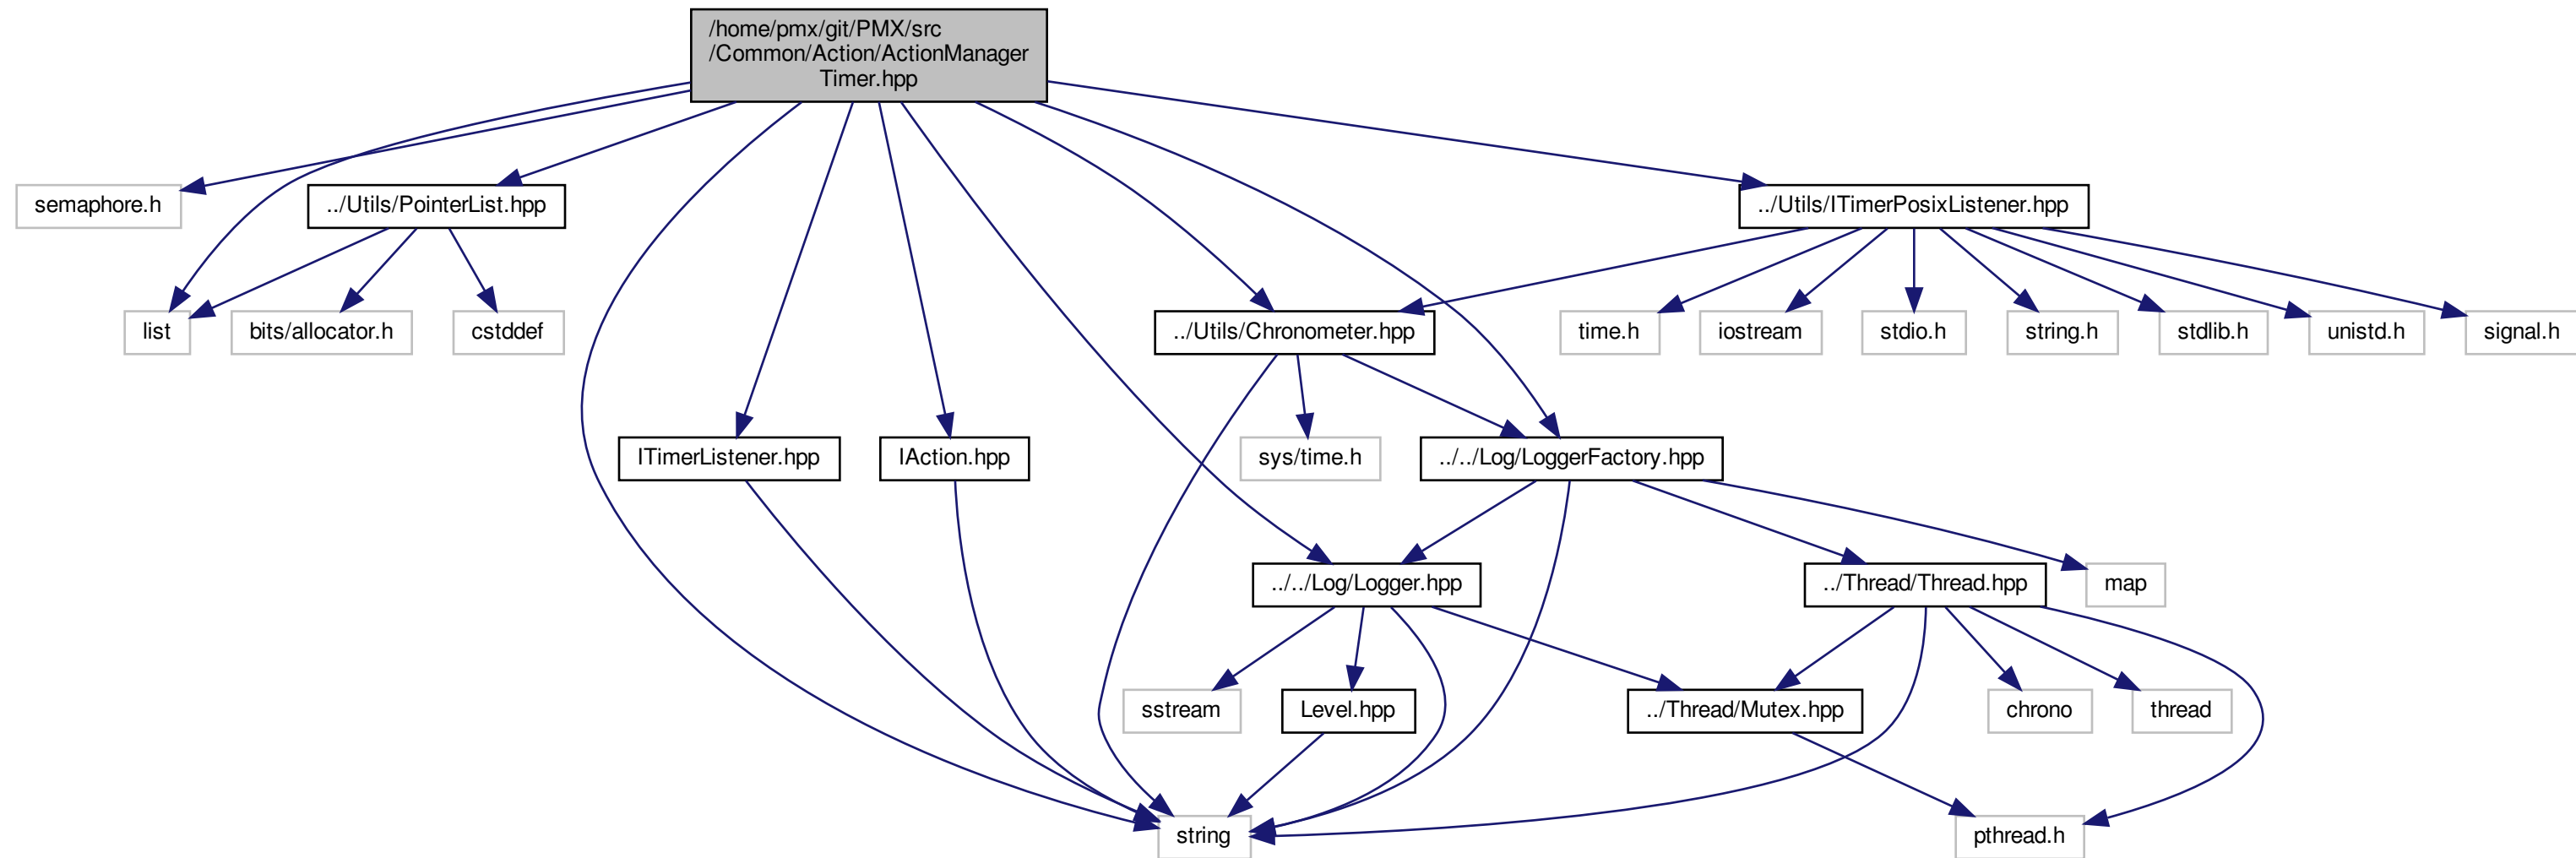 /home/pmx/git/PMX/src
/Common/Action/ActionManager
Timer.hpp
semaphore.h
../Utils/PointerList.hpp
../Utils/ITimerPosixListener.hpp
list
bits/allocator.h
cstddef
../Utils/Chronometer.hpp
time.h
iostream
stdio.h
string.h
stdlib.h
unistd.h
signal.h
ITimerListener.hpp
IAction.hpp
sys/time.h
../../Log/LoggerFactory.hpp
../../Log/Logger.hpp
../Thread/Thread.hpp
map
sstream
Level.hpp
../Thread/Mutex.hpp
chrono
thread
string
pthread.h